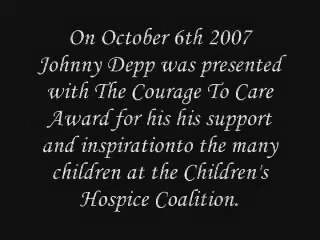 On October 6th 2007
Johnny Depp was presented
with The Courage To Care
Award for his his support
and inspirationto the many
children at the Children's
Hospice Coalition.